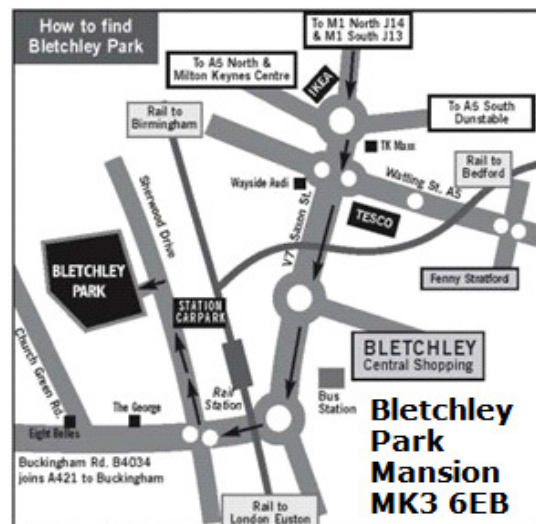 How to find
Bletchley Park
To M1 North J14
& M1 South J13
To A5 North &
Milton Keynes Centre
IKEA
To A5 South
Dunstable
Rail to
Birmingham
TK Maxx
Rail to
Bedford
Wayside Audi
Watling St. A5
V7 Saxon St.
TESCO
Sherwood Drive
Fenny Stratford
BLETCHLEY
PARK
STATION
CARPARK
BLETCHLEY
Central Shopping
Church Green Rd.
Rail
Station
Bus
Station
The George
Eight Belles
Buckingham Rd. B4034
joins A421 to Buckingham
Rail to
London Euston
Bletchley
Park
Mansion
MK3 6EB